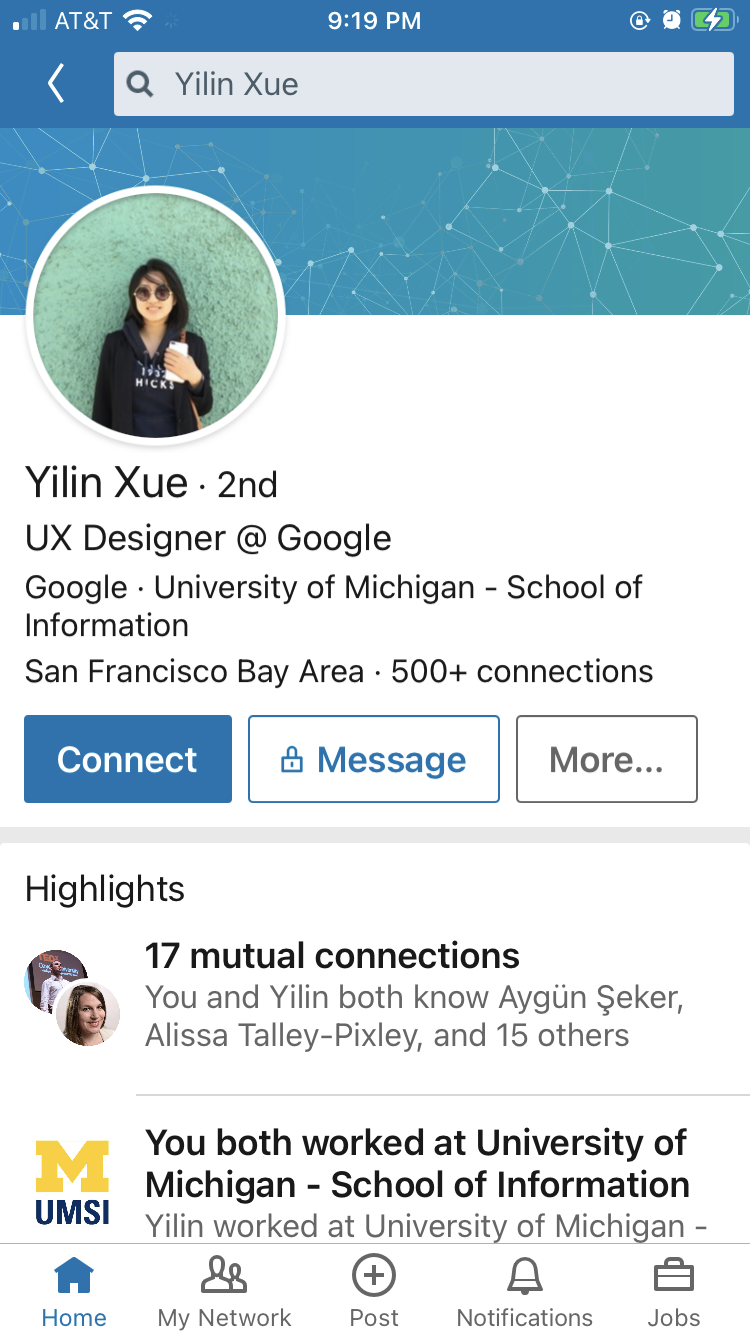 AT&T 9:19 PM
Yilin Xue
1932
HICKS
Yilin Xue · 2nd
UX Designer @ Google
Google · University of Michigan - School of
Information
San Francisco Bay Area · 500+ connections
Connect Message More...
Highlights
17 mutual connections
You and Yilin both know Aygün Şeker,
Alissa Talley-Pixley, and 15 others
M
UMSI
You both worked at University of
Michigan - School of Information
Yilin worked at University of Michigan -
Home My Network Post Notifications Jobs